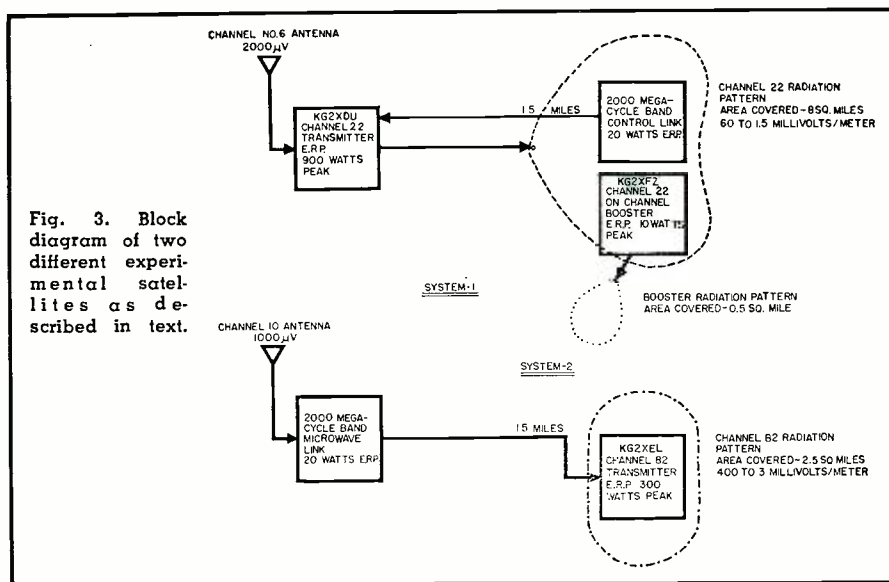 CHANNEL NO.6 ANTENNA
2000µV
KG2XDU
CHANNEL 22
TRANSMITTER
E.R.P.
900 WATTS
PEAK
1.5 MILES
2000 MEGA-
CYCLE BAND
CONTROL LINK
20 WATTS ERP.
CHANNEL 22 RADIATION
PATTERN
AREA COVERED-8SQ. MILES
60 TO 1.5 MILLIVOLTS/METER
KG2XFZ
CHANNEL 22
ON CHANNEL
BOOSTER
E.R.P. 10WATTS
PEAK
Fig. 3. Block
diagram of two
different experi-
mental satel-
lites as de-
scribed in text.
SYSTEM-1
BOOSTER RADIATION PATTERN
AREA COVERED-0.5 SQ. MILE
CHANNEL 10 ANTENNA
1000µV
SYSTEM-2
2000 MEGA-
CYCLE BAND
MICROWAVE
LINK
20 WATTS ERP.
15 MILES
KG2XEL
CHANNEL 82
TRANSMITTER
E.R.P. 300
WATTS PEAK
CHANNEL 82 RADIATION
PATTERN
AREA COVERED-2.5 SQ MILES
400 TO 3 MILLIVOLTS/METER